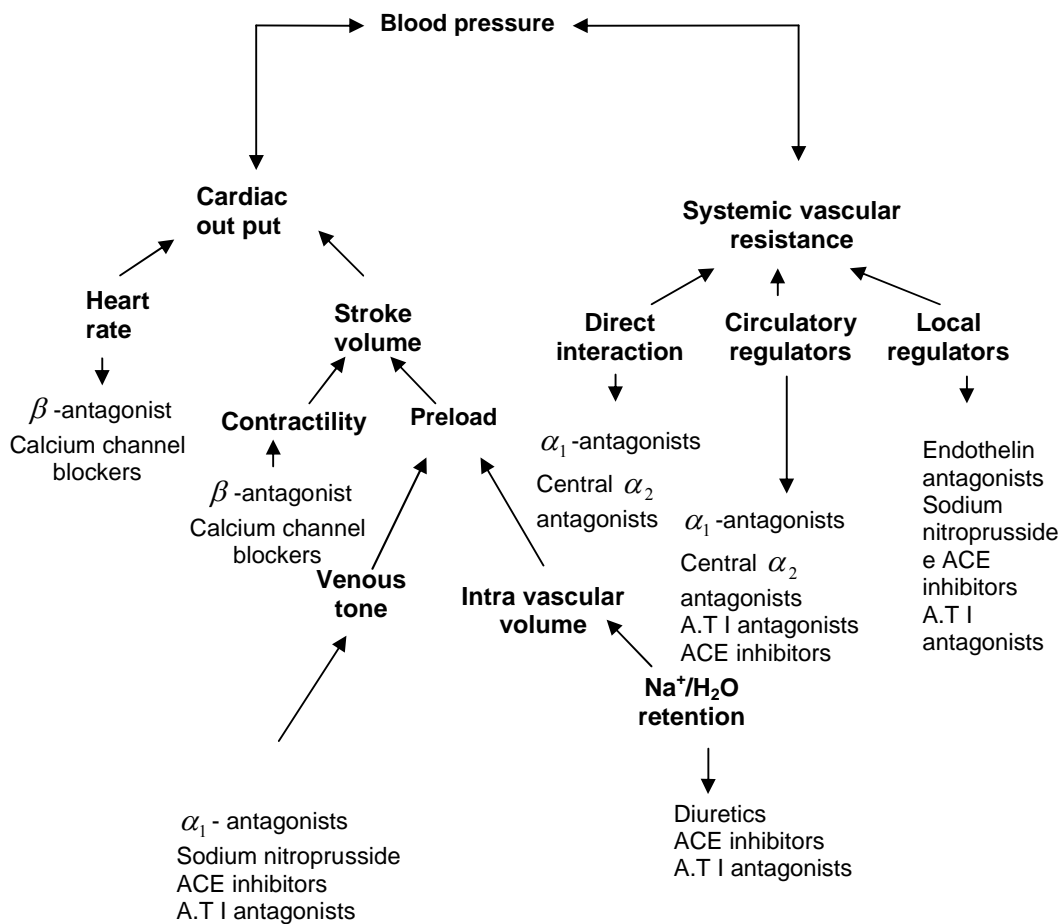 Blood pressure
Cardiac
out put
Systemic vascular
resistance
Heart
rate
Stroke
volume
Direct
interaction
Circulatory
regulators
Local
regulators
β -antagonist
Calcium channel
blockers
Contractility
Preload
β -antagonist
Calcium channel
blockers
α₁ -antagonists
Central α₂
antagonists
α₁ -antagonists
Central α₂
antagonists
A.T I antagonists
ACE inhibitors
Endothelin
antagonists
Sodium
nitroprusside
e ACE
inhibitors
A.T I
antagonists
Venous
tone
Intra vascular
volume
Na⁺/H₂O
retention
α₁ - antagonists
Sodium nitroprusside
ACE inhibitors
A.T I antagonists
Diuretics
ACE inhibitors
A.T I antagonists